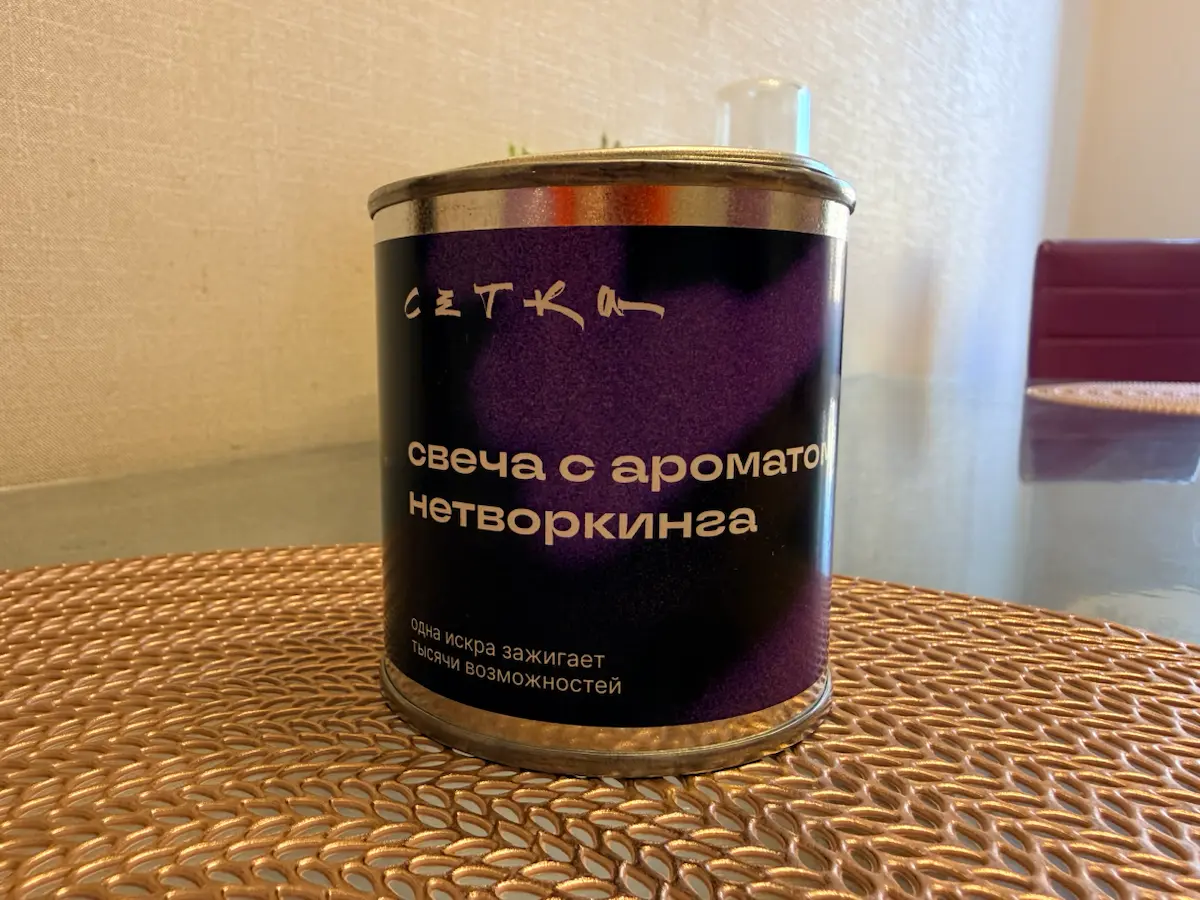 сетка
свеча с ароматом
нетворкинга
одна искра зажигает
тысячи возможностей